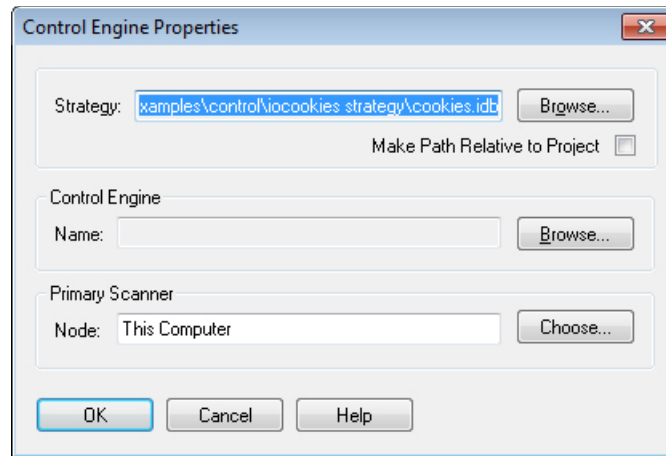 Control Engine Properties
Strategy: xamples\control\iocookies strategy\cookies.idb Browse...
Make Path Relative to Project
Control Engine
Name: Browse...
Primary Scanner
Node: This Computer Choose...
OK Cancel Help